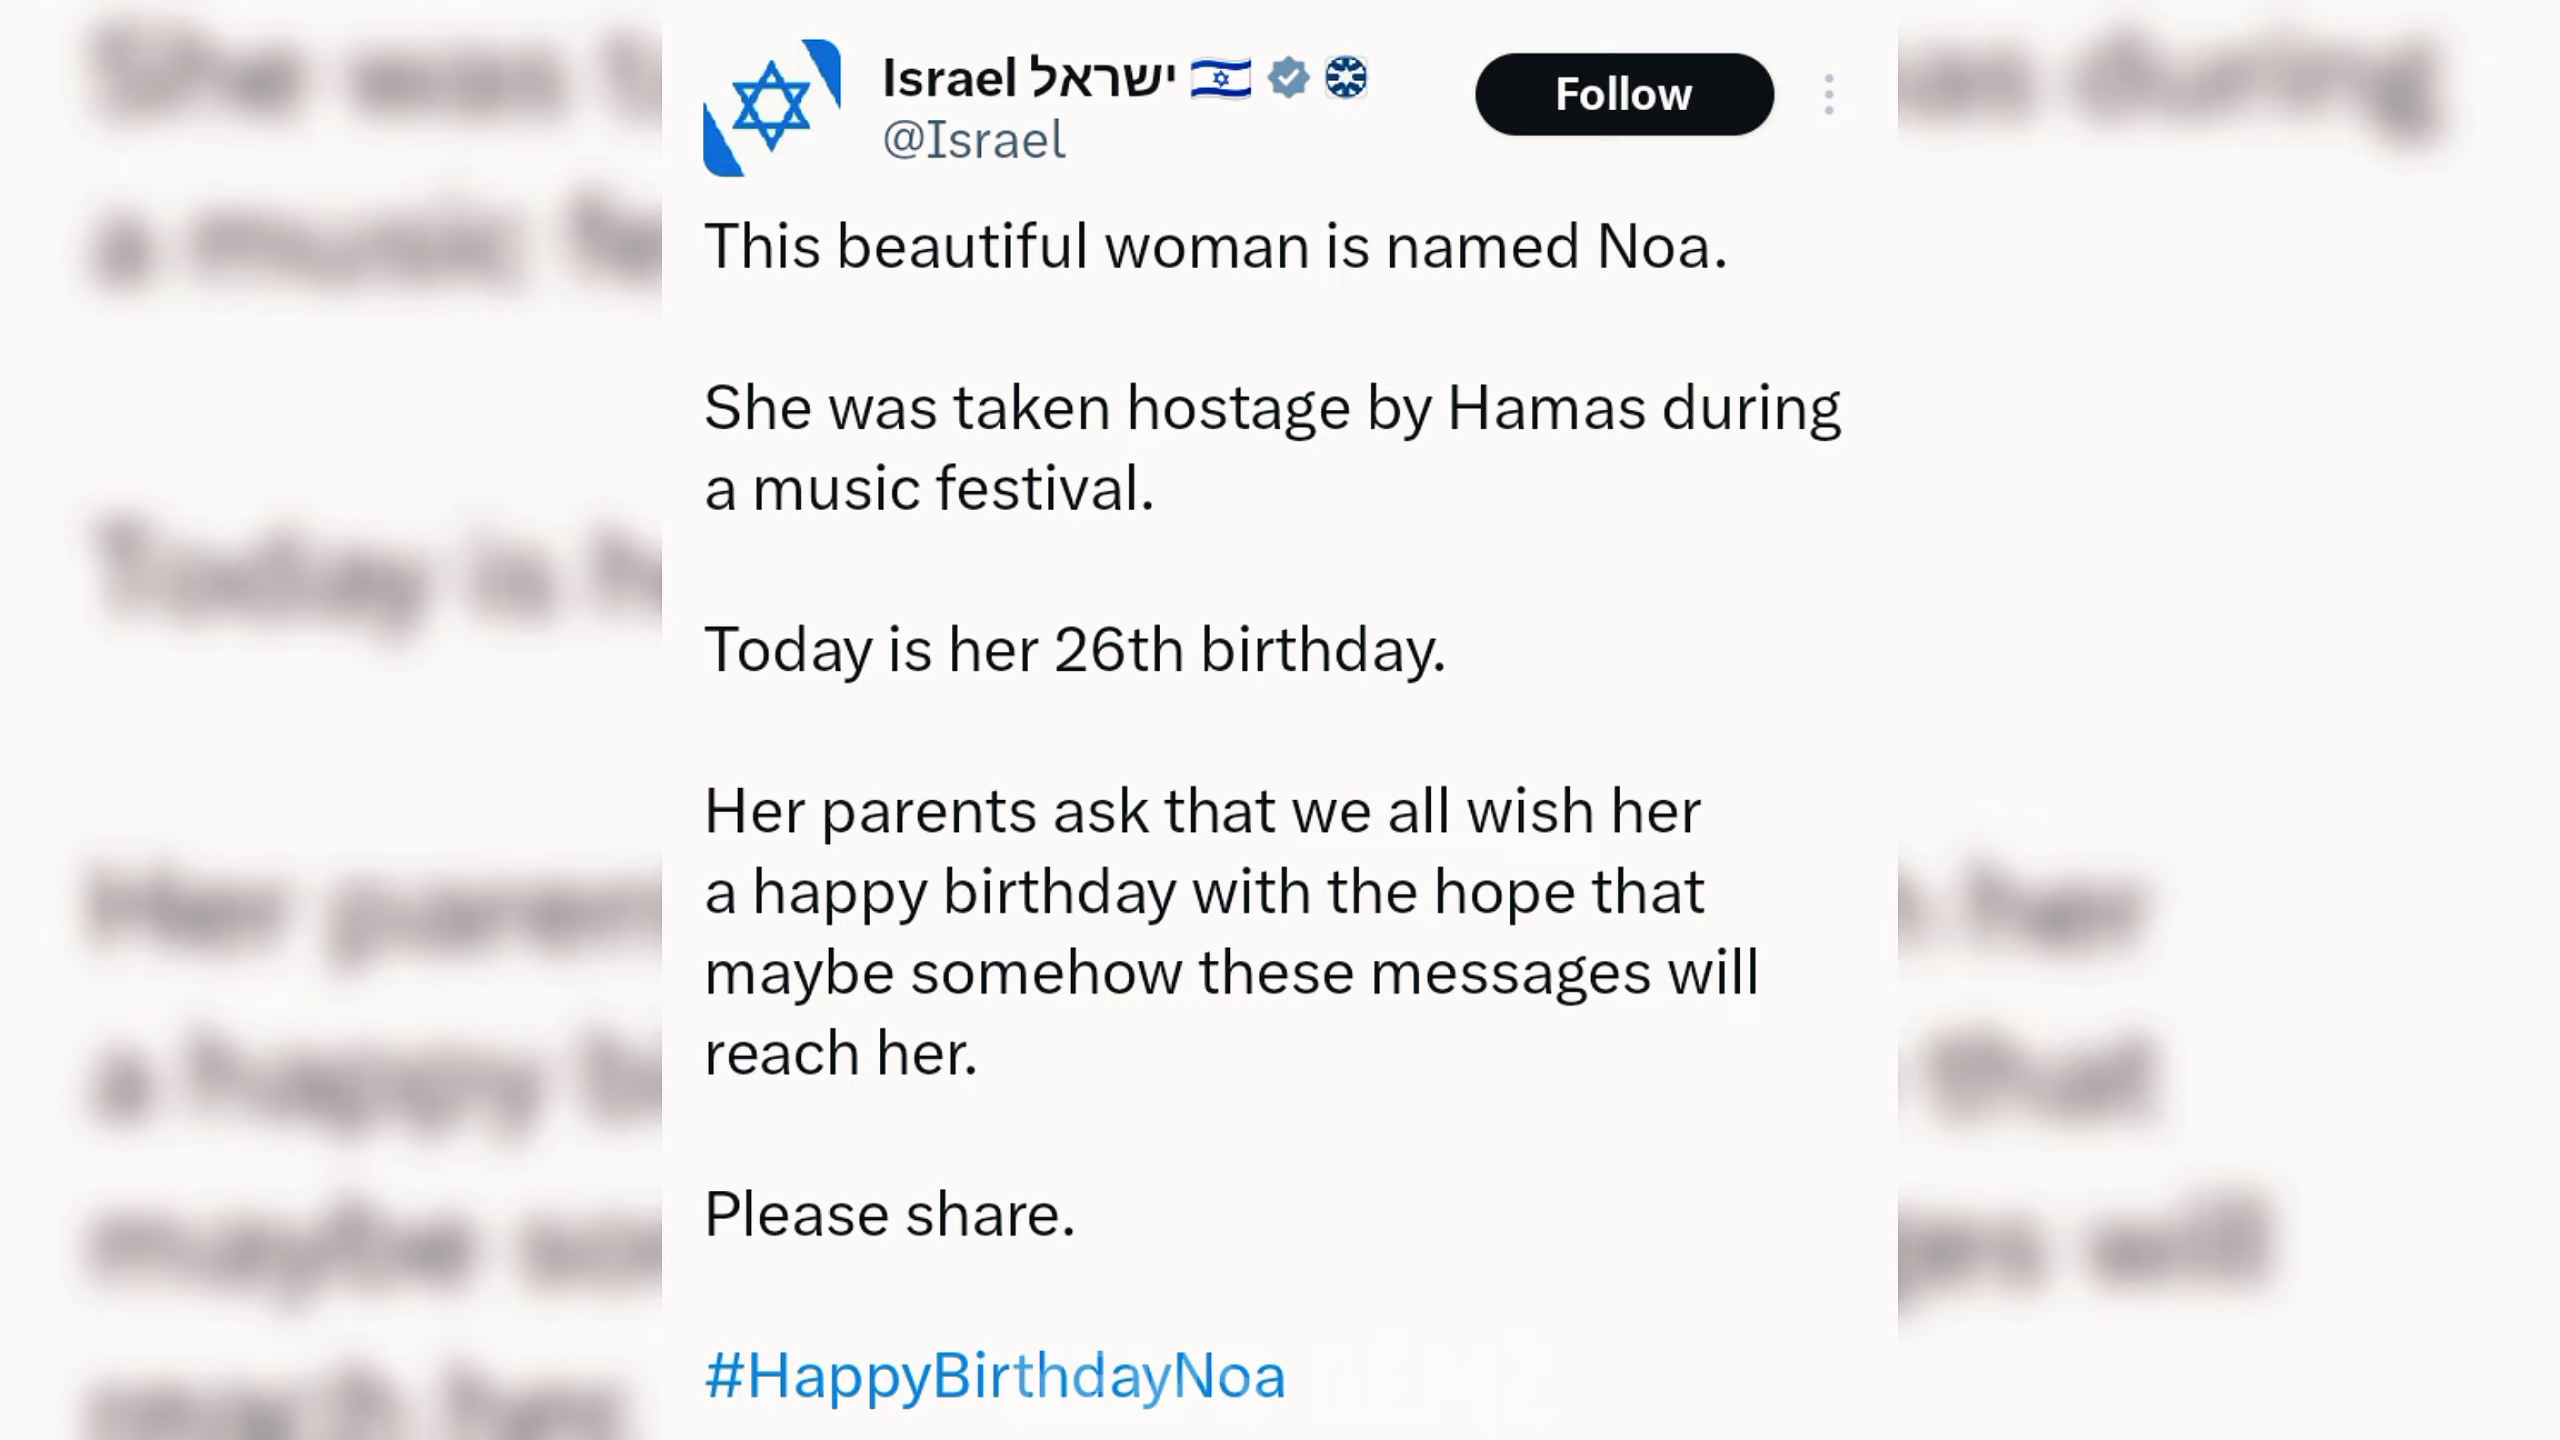 Israel ישראל 🇮🇱
@Israel
Follow
This beautiful woman is named Noa.
She was taken hostage by Hamas during
a music festival.
Today is her 26th birthday.
Her parents ask that we all wish her
a happy birthday with the hope that
maybe somehow these messages will
reach her.
Please share.
#HappyBirthdayNoa